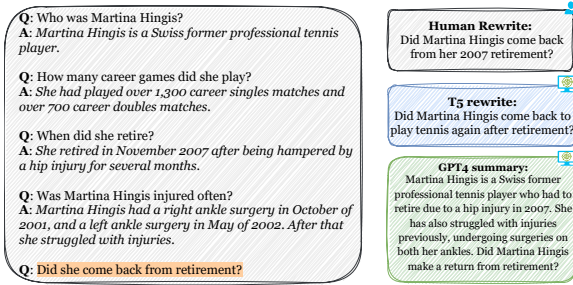 Q: Who was Martina Hingis?
A: Martina Hingis is a Swiss former professional tennis
player.
Q: How many career games did she play?
A: She had played over 1,300 career singles matches and
over 700 career doubles matches.
Q: When did she retire?
A: She retired in November 2007 after being hampered by
a hip injury for several months.
Q: Was Martina Hingis injured often?
A: Martina Hingis had a right ankle surgery in October of
2001, and a left ankle surgery in May of 2002. After that
she struggled with injuries.
Q: Did she come back from retirement?
Human Rewrite:
Did Martina Hingis come back
from her 2007 retirement?
T5 rewrite:
Did Martina Hingis come back to
play tennis again after retirement?
GPT4 summary:
Martina Hingis is a Swiss former
professional tennis player who had to
retire due to a hip injury in 2007. She
has also struggled with injuries
previously, undergoing surgeries on
both her ankles. Did Martina Hingis
make a return from retirement?